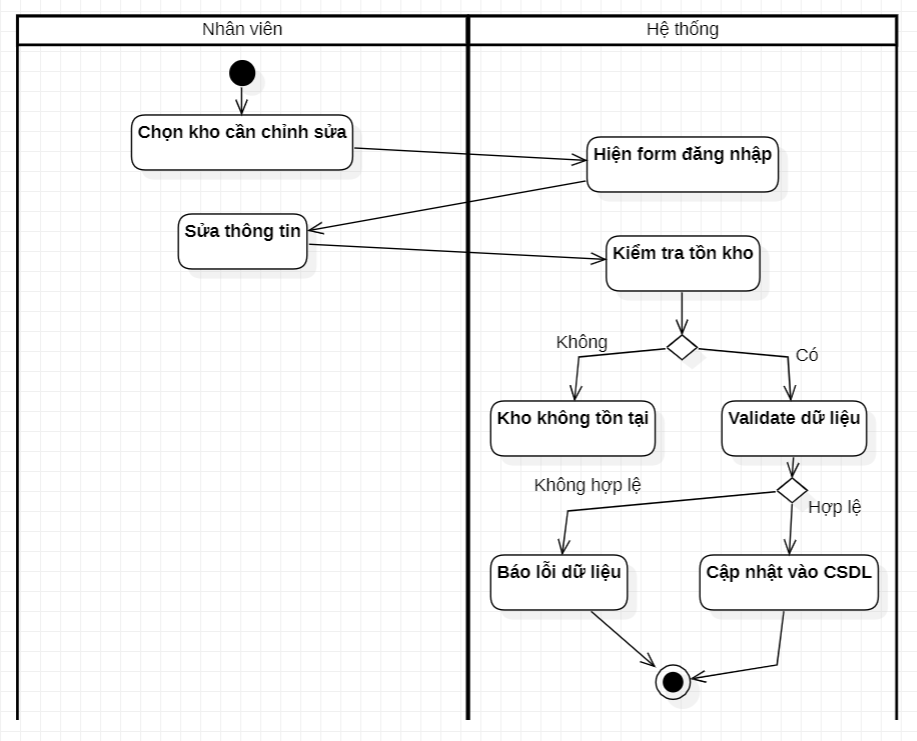 Nhân viên
Hệ thống
Chọn kho cần chỉnh sửa
Hiện form đăng nhập
Sửa thông tin
Kiểm tra tồn kho
Không
Có
Kho không tồn tại
Validate dữ liệu
Không hợp lệ
Hợp lệ
Báo lỗi dữ liệu
Cập nhật vào CSDL